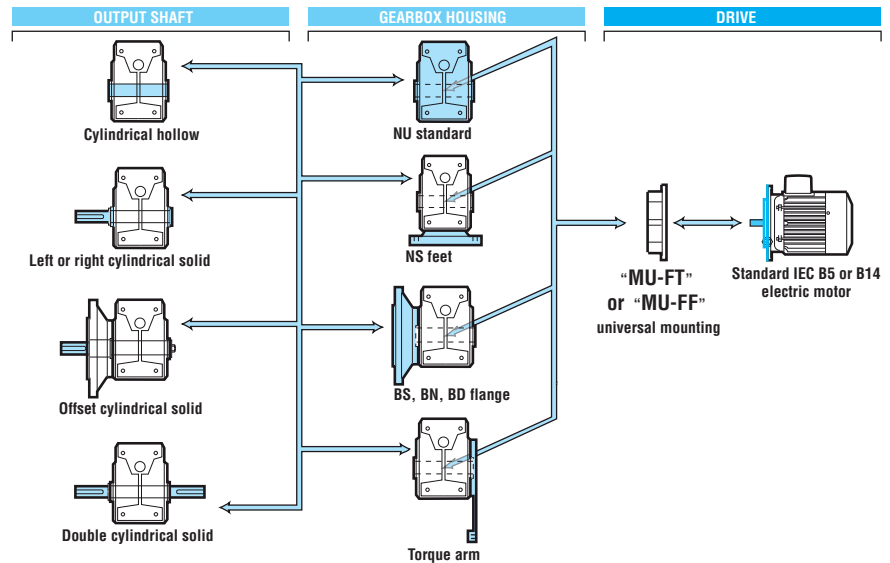 OUTPUT SHAFT
GEARBOX HOUSING
DRIVE
Cylindrical hollow
NU standard
Left or right cylindrical solid
NS feet
“MU-FT”
or “MU-FF”
universal mounting
Standard IEC B5 or B14
electric motor
Offset cylindrical solid
BS, BN, BD flange
Double cylindrical solid
Torque arm